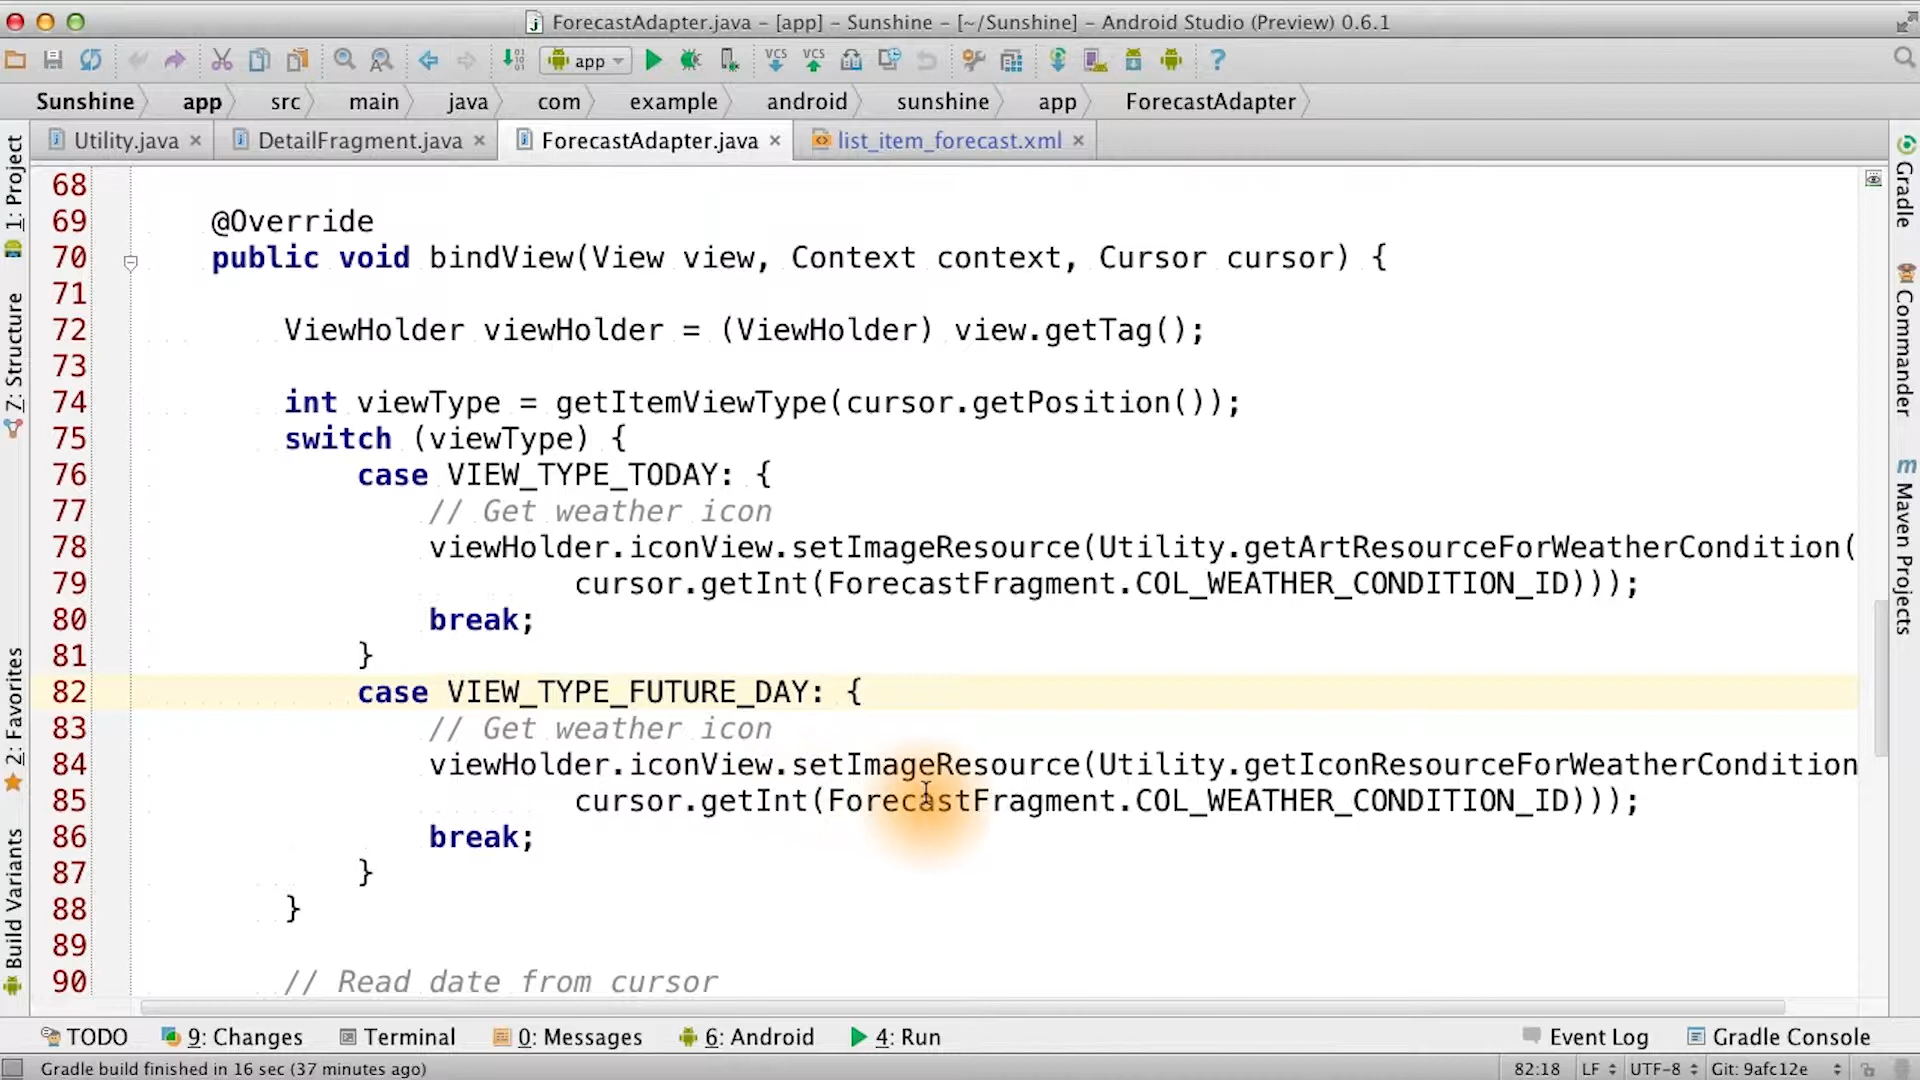 ForecastAdapter.java – [app] – Sunshine – [~/Sunshine] – Android Studio (Preview) 0.6.1
app VCS VCS ?
Sunshine app src main java com example android sunshine app ForecastAdapter
Utility.java × DetailFragment.java × ForecastAdapter.java × list_item_forecast.xml ×
1: Project
7: Structure
2: Favorites
Build Variants
68
69 @Override
70 public void bindView(View view, Context context, Cursor cursor) {
71
72 ViewHolder viewHolder = (ViewHolder) view.getTag();
73
74 int viewType = getItemViewType(cursor.getPosition());
75 switch (viewType) {
76 case VIEW_TYPE_TODAY: {
77 // Get weather icon
78 viewHolder.iconView.setImageResource(Utility.getArtResourceForWeatherCondition(
79 cursor.getInt(ForecastFragment.COL_WEATHER_CONDITION_ID)));
80 break;
81 }
82 case VIEW_TYPE_FUTURE_DAY: {
83 // Get weather icon
84 viewHolder.iconView.setImageResource(Utility.getIconResourceForWeatherCondition
85 cursor.getInt(ForecastFragment.COL_WEATHER_CONDITION_ID)));
86 break;
87 }
88 }
89
90 // Read date from cursor
Gradle
Commander
m Maven Projects
TODO 9: Changes Terminal 0: Messages 6: Android 4: Run Event Log Gradle Console
Gradle build finished in 16 sec (37 minutes ago) 82:18 LF UTF-8 Git: 9afc12e